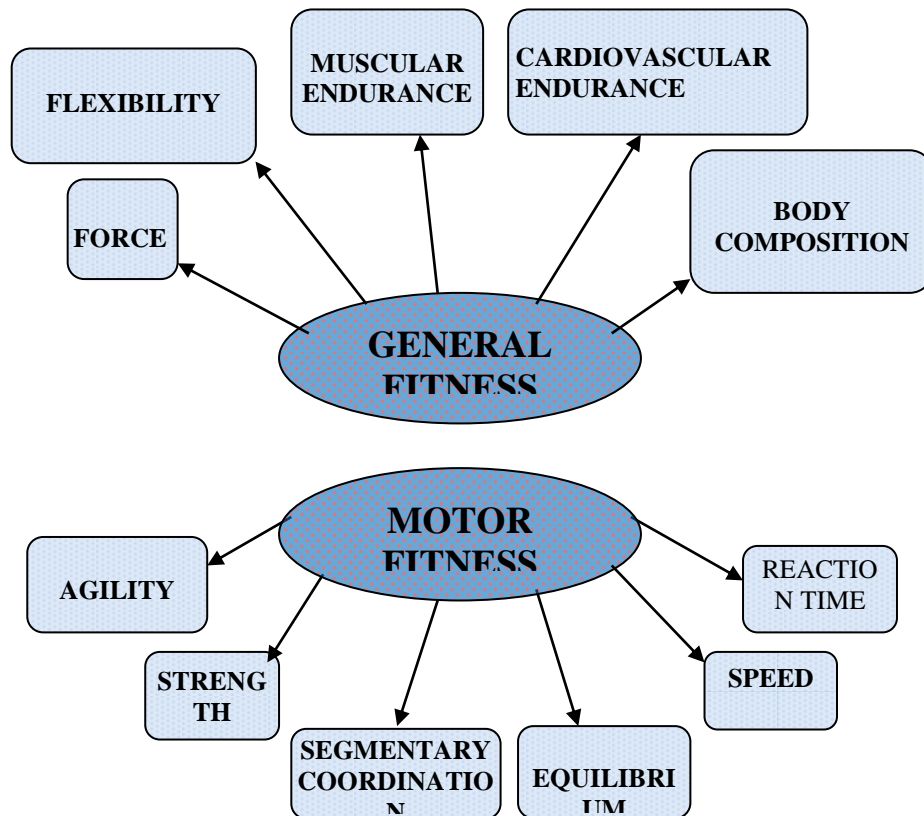 MUSCULAR
ENDURANCE
CARDIOVASCULAR
ENDURANCE
FLEXIBILITY
FORCE
BODY
COMPOSITION
GENERAL
FITNESS
MOTOR
FITNESS
AGILITY
REACTIO
N TIME
STRENG
TH
SPEED
SEGMENTARY
COORDINATIO
N
EQUILIBRI
UM